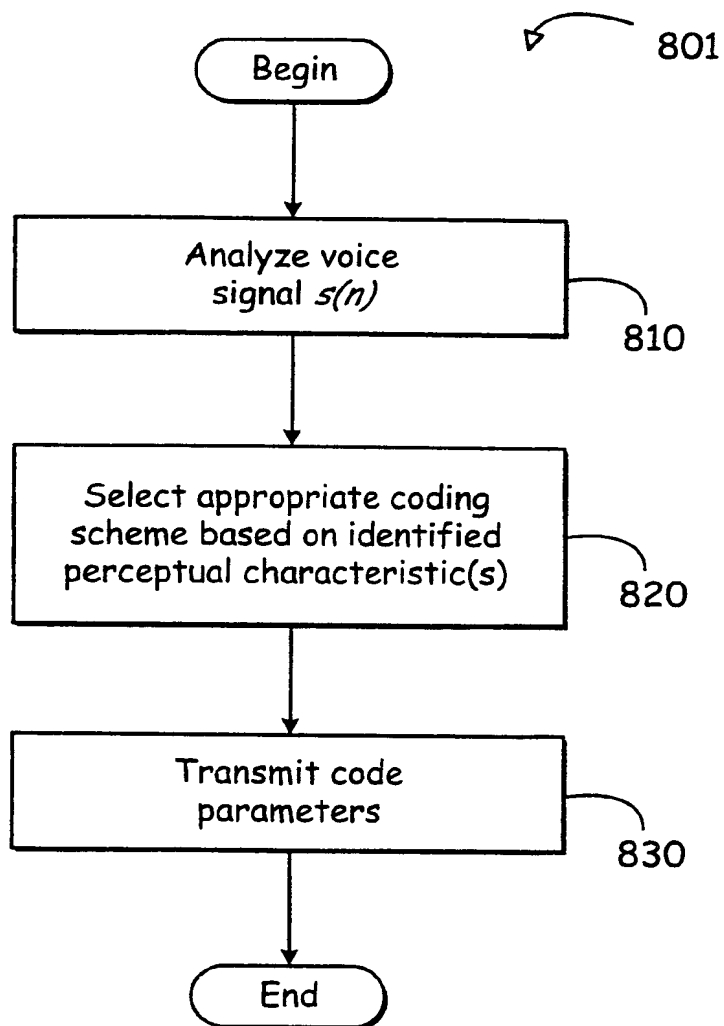 801
Begin
Analyze voice
signal s(n)
810
Select appropriate coding
scheme based on identified
perceptual characteristic(s)
820
Transmit code
parameters
830
End